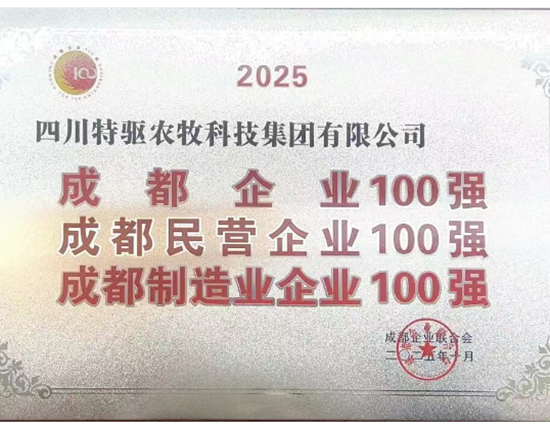 2025
四川特驱农牧科技集团有限公司
成都企业100强
成都民营企业100强
成都制造业企业100强
成都企业联合会
二〇二五年十月